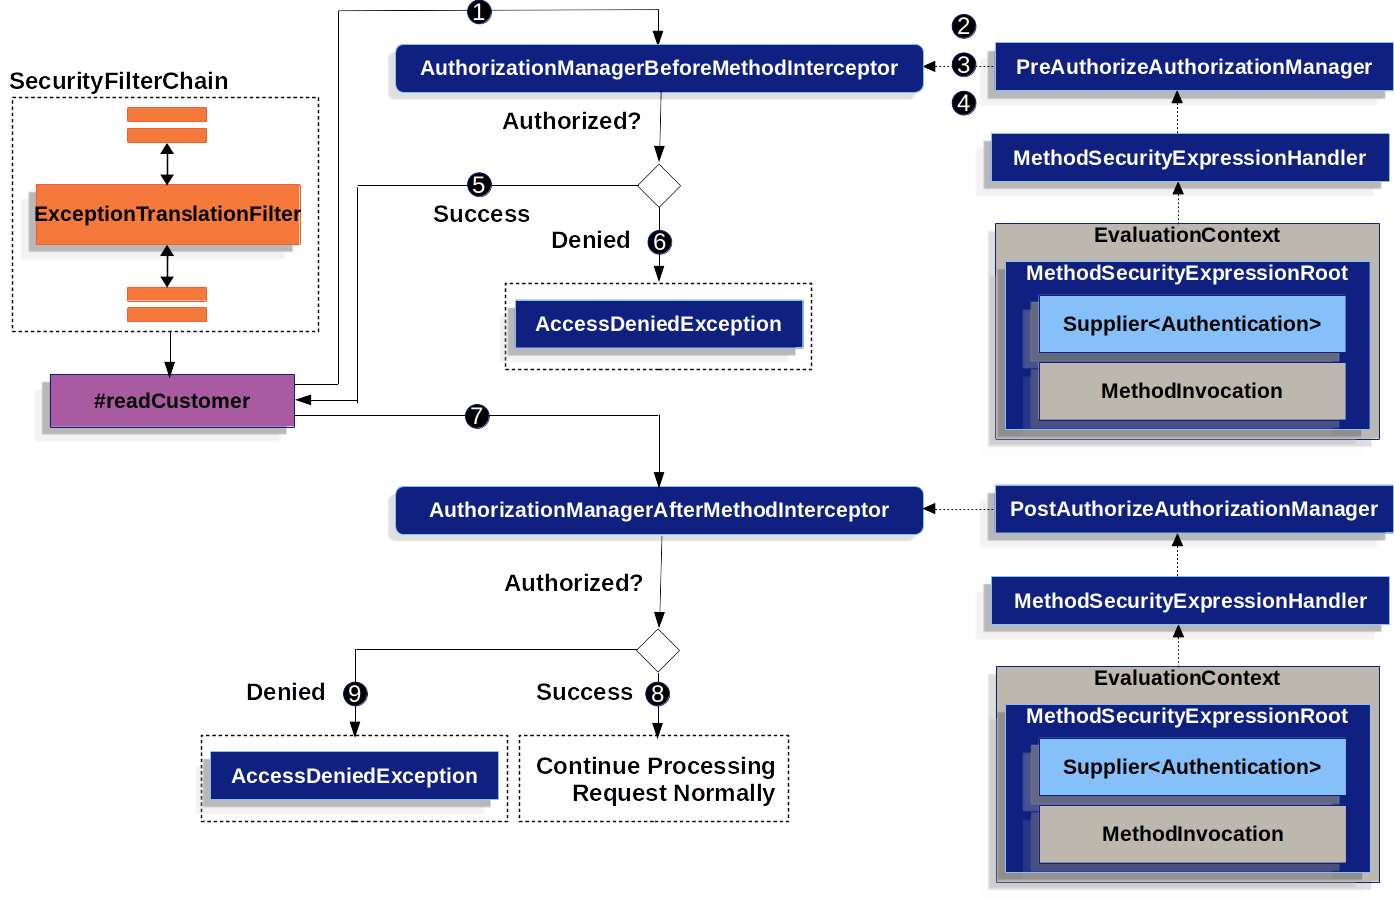 1
2
AuthorizationManagerBeforeMethodInterceptor
3
PreAuthorizeAuthorizationManager
SecurityFilterChain
4
Authorized?
MethodSecurityExpressionHandler
5
Success
ExceptionTranslationFilter
Denied
6
EvaluationContext
MethodSecurityExpressionRoot
Supplier<Authentication>
AccessDeniedException
MethodInvocation
#readCustomer
7
AuthorizationManagerAfterMethodInterceptor
PostAuthorizeAuthorizationManager
Authorized?
MethodSecurityExpressionHandler
EvaluationContext
Denied
9
Success
8
MethodSecurityExpressionRoot
AccessDeniedException
Continue Processing
Request Normally
Supplier<Authentication>
MethodInvocation